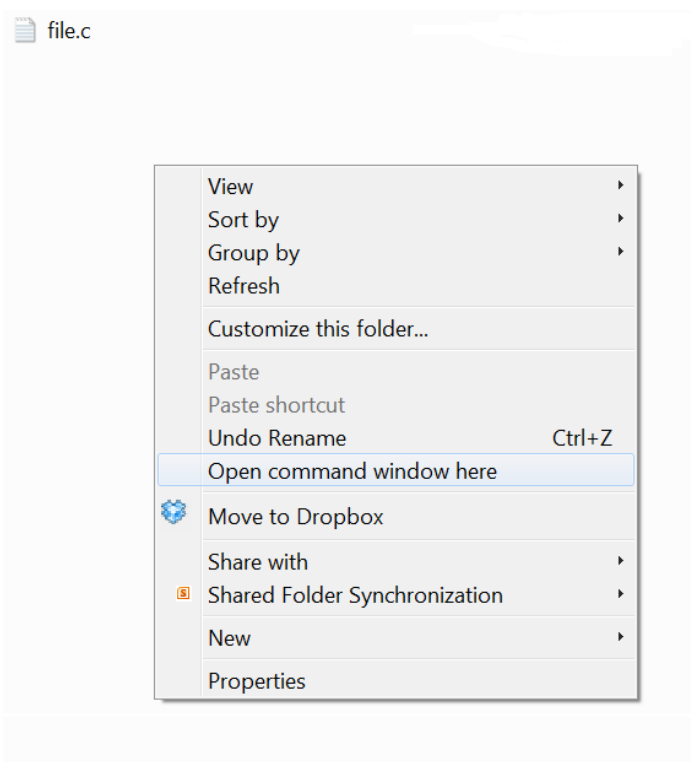 file.c
View
Sort by
Group by
Refresh
Customize this folder...
Paste
Paste shortcut
Undo Rename Ctrl+Z
Open command window here
Move to Dropbox
Share with
S Shared Folder Synchronization
New
Properties